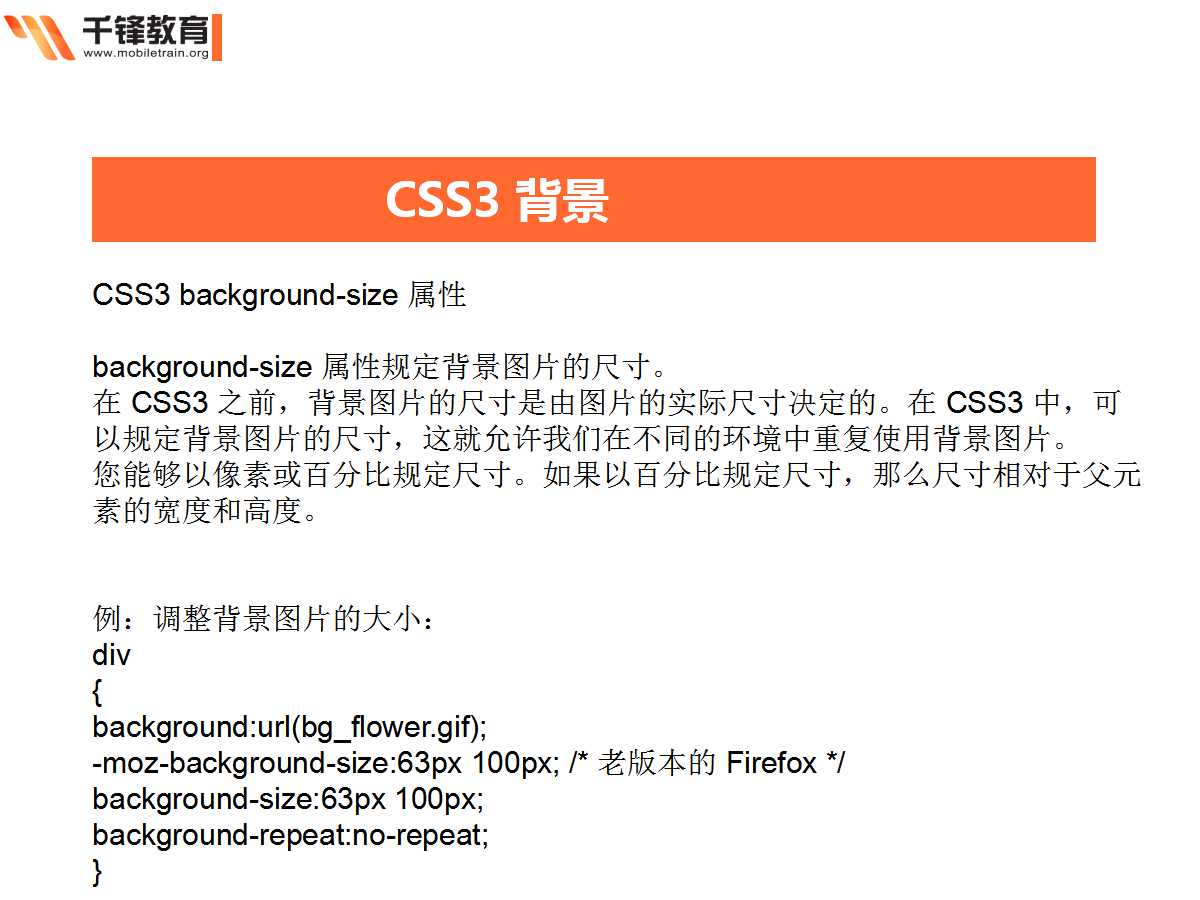 千锋教育
www.mobiletrain.org
CSS3 背景
CSS3 background-size 属性
background-size 属性规定背景图片的尺寸。
在 CSS3 之前，背景图片的尺寸是由图片的实际尺寸决定的。在 CSS3 中，可
以规定背景图片的尺寸，这就允许我们在不同的环境中重复使用背景图片。
您能够以像素或百分比规定尺寸。如果以百分比规定尺寸，那么尺寸相对于父元
素的宽度和高度。
例：调整背景图片的大小：
div
{
background:url(bg_flower.gif);
-moz-background-size:63px 100px; /* 老版本的 Firefox */
background-size:63px 100px;
background-repeat:no-repeat;
}